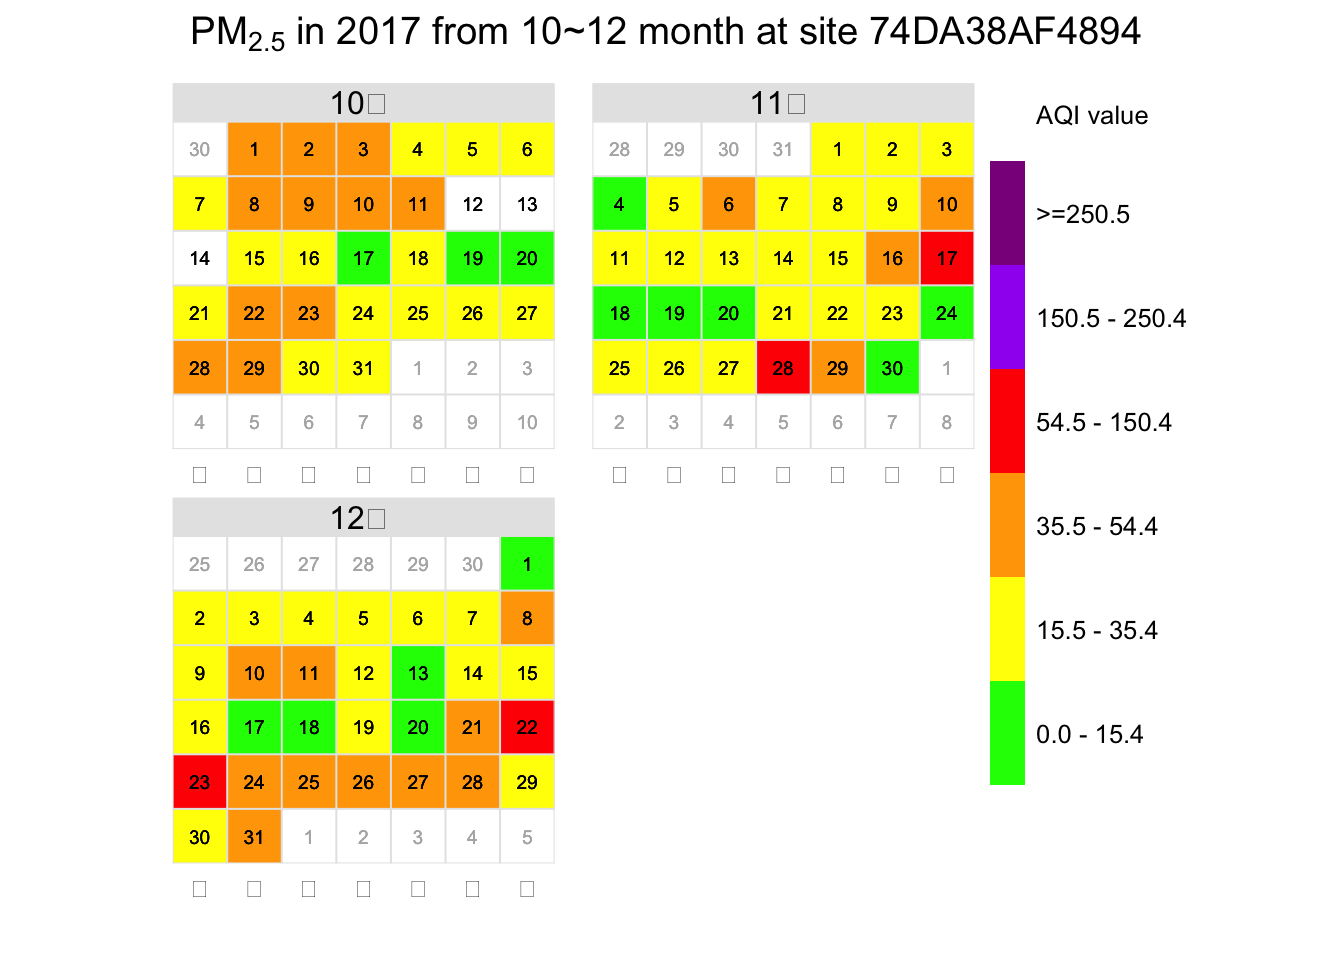 PM2.5 in 2017 from 10~12 month at site 74DA38AF4894
10□
30 1 2 3 4 5 6
7 8 9 10 11 12 13
14 15 16 17 18 19 20
21 22 23 24 25 26 27
28 29 30 31 1 2 3
4 5 6 7 8 9 10
□ □ □ □ □ □ □
11□
28 29 30 31 1 2 3
4 5 6 7 8 9 10
11 12 13 14 15 16 17
18 19 20 21 22 23 24
25 26 27 28 29 30 1
2 3 4 5 6 7 8
□ □ □ □ □ □ □
12□
25 26 27 28 29 30 1
2 3 4 5 6 7 8
9 10 11 12 13 14 15
16 17 18 19 20 21 22
23 24 25 26 27 28 29
30 31 1 2 3 4 5
□ □ □ □ □ □ □
AQI value
>=250.5
150.5 - 250.4
54.5 - 150.4
35.5 - 54.4
15.5 - 35.4
0.0 - 15.4